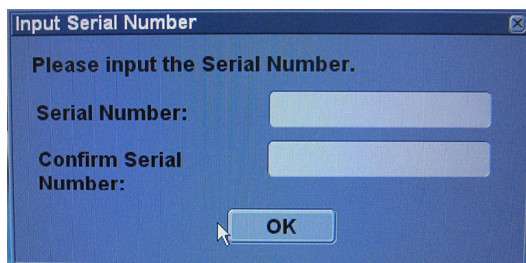 Input Serial Number
Please input the Serial Number.
Serial Number:
Confirm Serial
Number:
OK